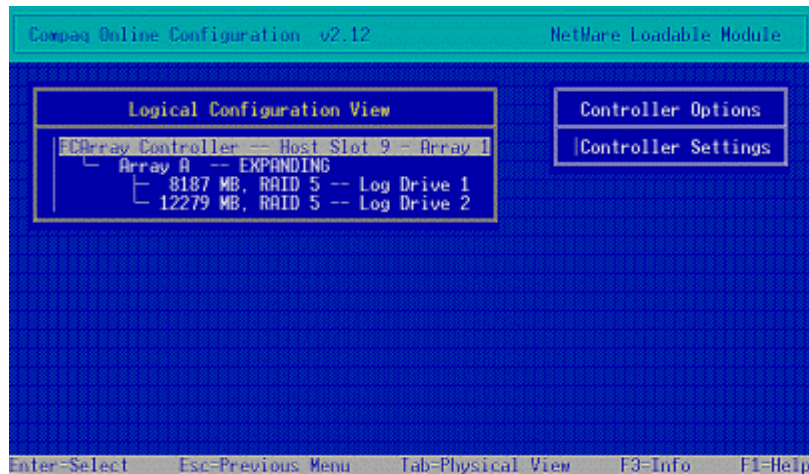 Compaq Online Configuration v2.12 NetWare Loadable Module
Logical Configuration View
FCArray Controller -- Host Slot 9 - Array 1
Array A -- EXPANDING
8187 MB, RAID 5 -- Log Drive 1
12279 MB, RAID 5 -- Log Drive 2
Controller Options
Controller Settings
Enter=Select Esc=Previous Menu Tab=Physical View F3=Info F1=Help